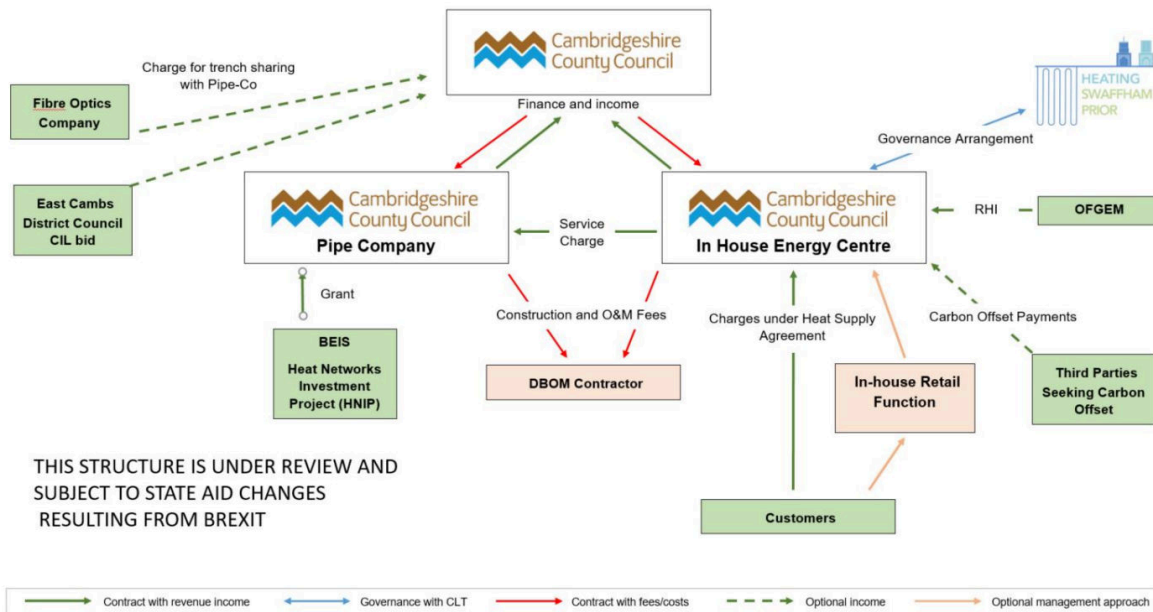 Cambridgeshire
County Council
Charge for trench sharing
with Pipe-Co
Fibre Optics
Company
Finance and income
HEATING
SWAFFHAM
PRIOR
Governance Arrangement
East Cambs
District Council
CIL bid
Cambridgeshire
County Council
Pipe Company
Service
Charge
Cambridgeshire
County Council
In House Energy Centre
RHI
OFGEM
Grant
Construction and O&M Fees
Charges under Heat Supply
Agreement
Carbon Offset Payments
BEIS
Heat Networks
Investment
Project (HNIP)
DBOM Contractor
In-house Retail
Function
Third Parties
Seeking Carbon
Offset
THIS STRUCTURE IS UNDER REVIEW AND
SUBJECT TO STATE AID CHANGES
RESULTING FROM BREXIT
Customers
Contract with revenue income
Governance with CLT
Contract with fees/costs
Optional income
Optional management approach